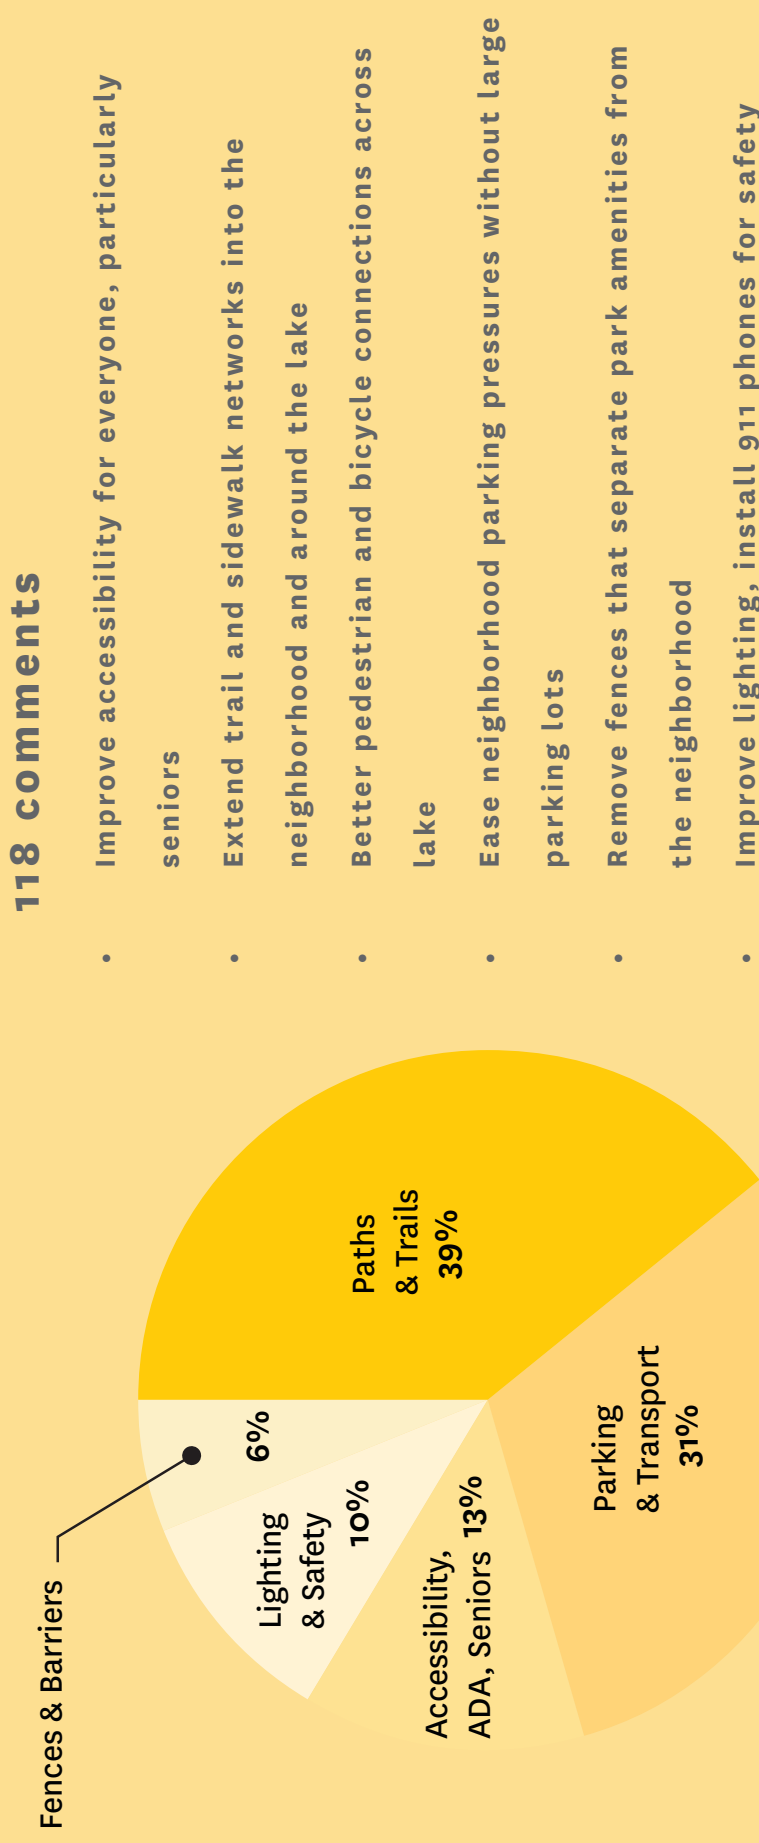 118 comments
• Improve accessibility for everyone, particularly
seniors
• Extend trail and sidewalk networks into the
neighborhood and around the lake
• Better pedestrian and bicycle connections across
lake
• Ease neighborhood parking pressures without large
parking lots
• Remove fences that separate park amenities from
the neighborhood
• Improve lighting, install 911 phones for safety
Fences & Barriers
6%
Lighting
& Safety
10%
Accessibility,
ADA, Seniors 13%
Paths
& Trails
39%
Parking
& Transport
31%